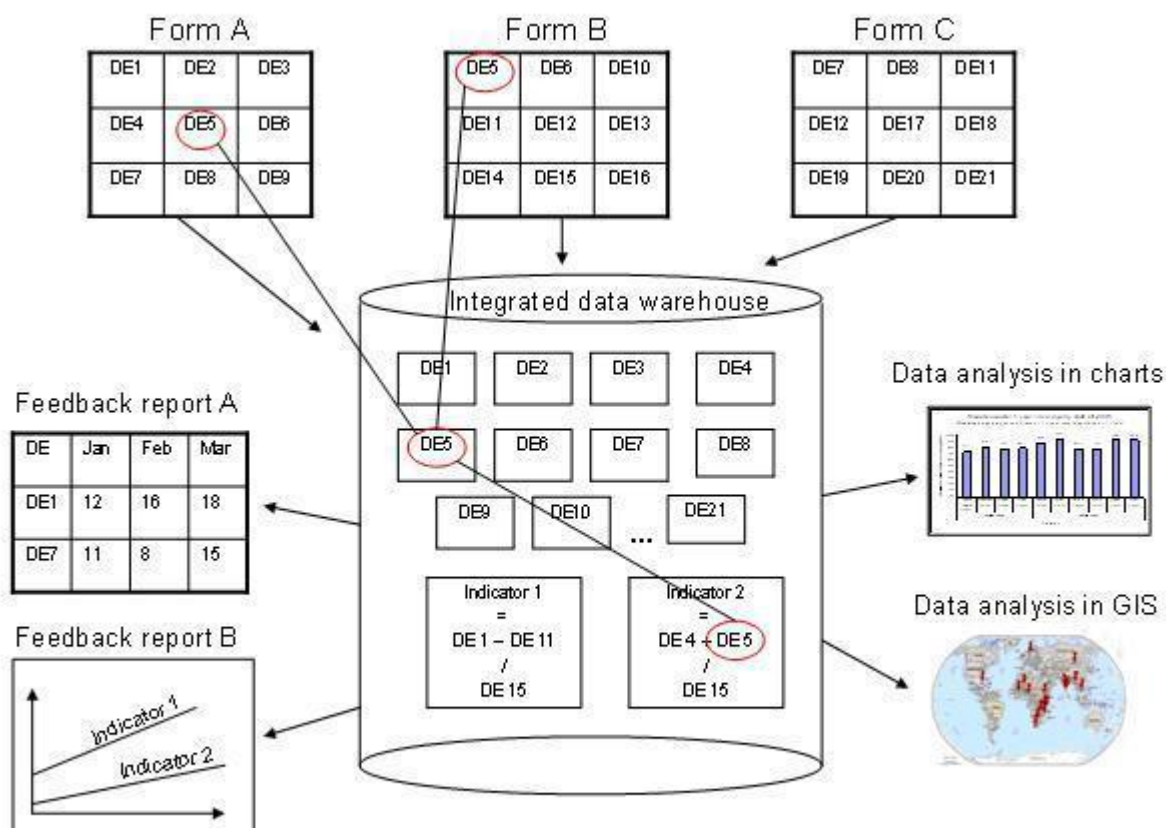 Form A
DE1 DE2 DE3
DE4 DE5 DE6
DE7 DE8 DE9
Form B
DE5 DE6 DE10
DE11 DE12 DE13
DE14 DE15 DE16
Form C
DE7 DE8 DE11
DE12 DE17 DE18
DE19 DE20 DE21
Integrated data warehouse
DE1 DE2 DE3 DE4
DE5 DE6 DE7 DE8
DE9 DE10 ... DE21
Indicator 1
=
DE 1 – DE 11
/
DE 15
Indicator 2
=
DE 4 + DE 5
/
DE 15
Feedback report A
DE Jan Feb Mar
DE1 12 16 18
DE7 11 8 15
Feedback report B
Indicator 1
Indicator 2
Data analysis in charts
Data analysis in GIS